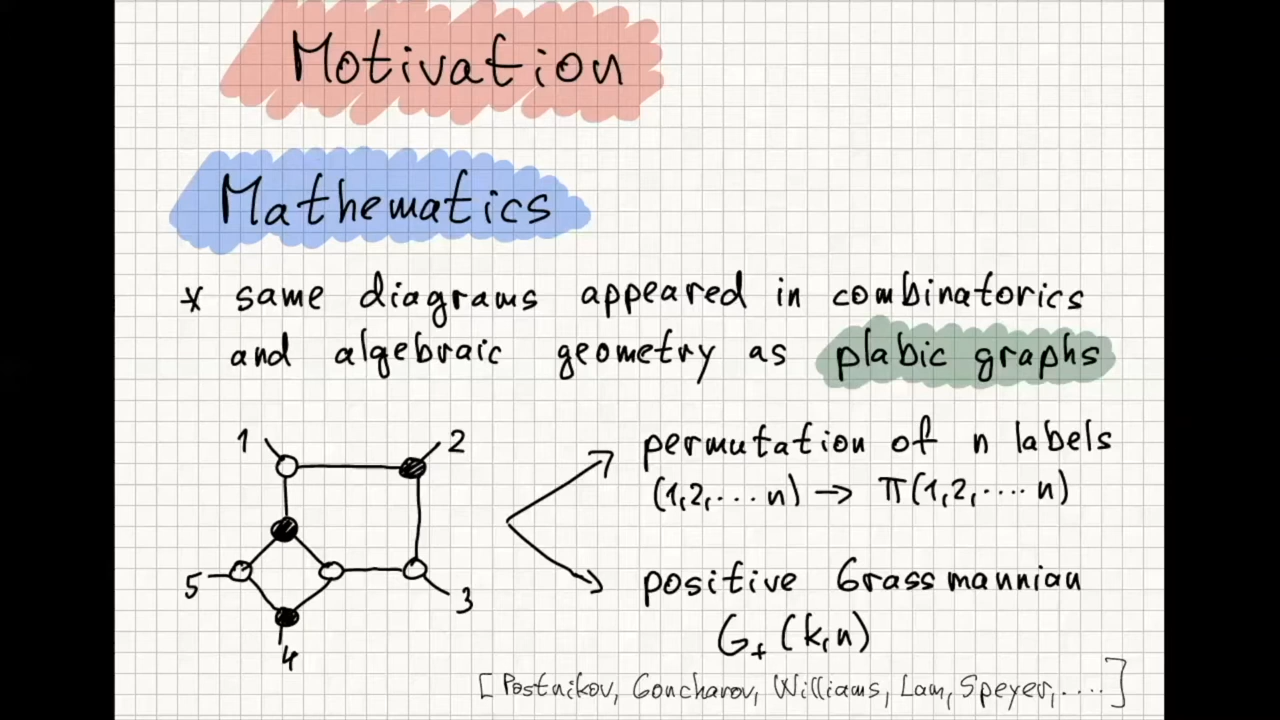 Motivation
Mathematics
* same diagrams appeared in combinatorics
and algebraic geometry as plabic graphs
1
2
5
3
4
permutation of n labels
(1,2,.... n) → π(1,2,.... n)
positive Grassmannian
G₊(k,n)
[Postnikov, Goncharov, Williams, Lam, Speyer, ....]